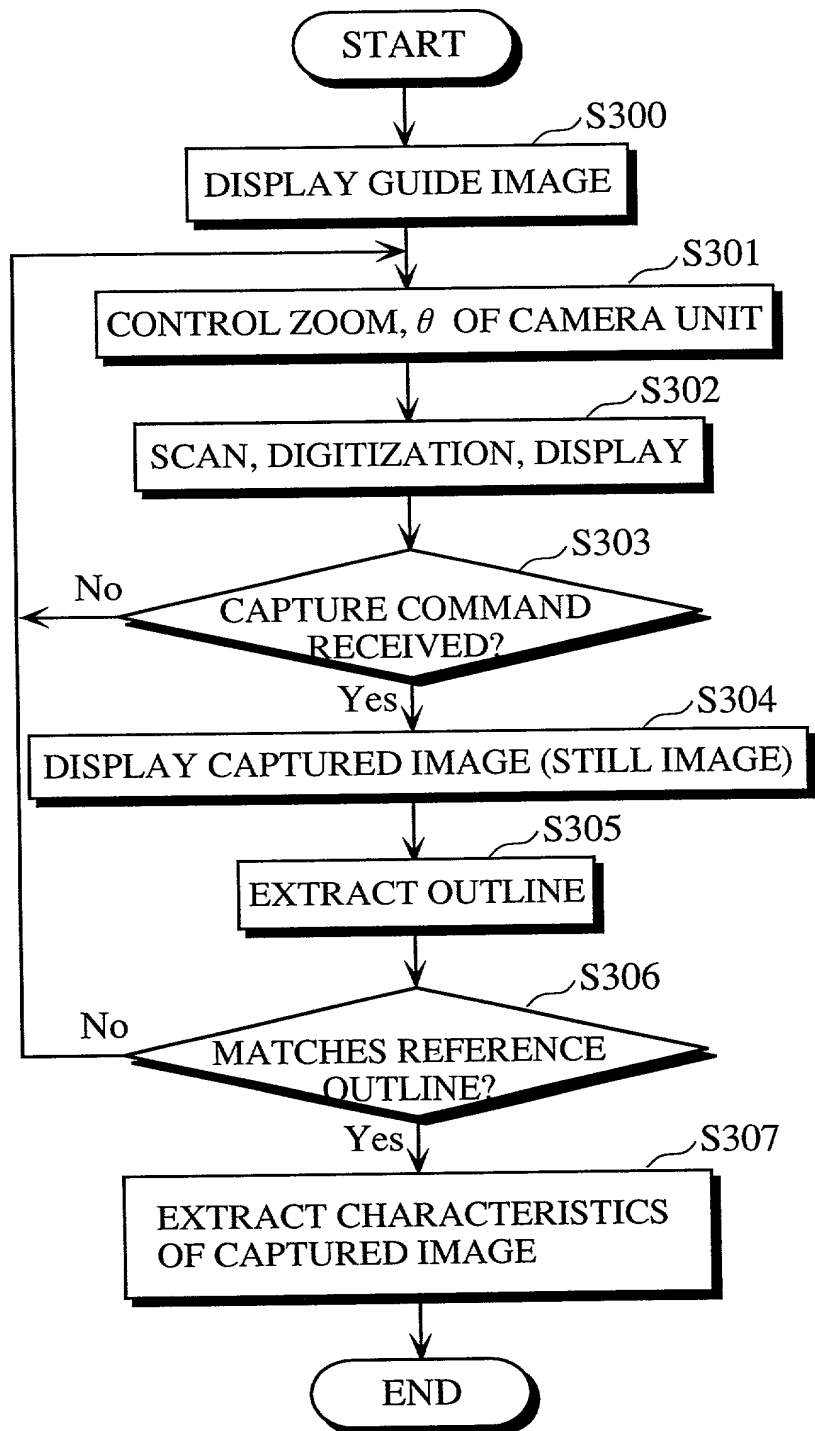 START
S300
DISPLAY GUIDE IMAGE
S301
CONTROL ZOOM, θ OF CAMERA UNIT
S302
SCAN, DIGITIZATION, DISPLAY
S303
No
CAPTURE COMMAND
RECEIVED?
Yes
S304
DISPLAY CAPTURED IMAGE (STILL IMAGE)
S305
EXTRACT OUTLINE
S306
No
MATCHES REFERENCE
OUTLINE?
Yes
S307
EXTRACT CHARACTERISTICS
OF CAPTURED IMAGE
END